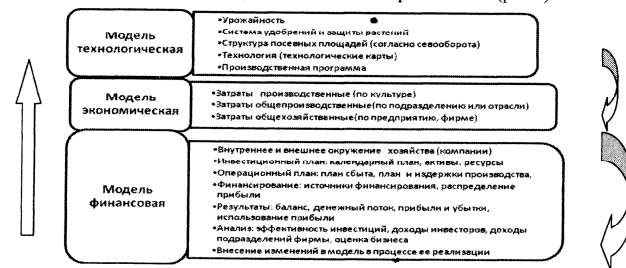 Модель
технологическая
•Урожайность
•Система удобрений и защиты растений
•Структура посевных площадей (согласно севооборота)
•Технология (технологические карты)
•Производственная программа
Модель
экономическая
•Затраты производственные (по культуре)
•Затраты общепроизводственные(по подразделению или отрасли)
•Затраты общехозяйственные(по предприятию, фирме)
Модель
финансовая
•Внутреннее и внешнее окружение хозяйства (компании)
•Инвестиционный план: календарный план, активы, ресурсы
•Операционный план: план сбыта, план и издержки производства,
•Финансирование: источники финансирования, распределение
прибыли
•Результаты: баланс, денежный поток, прибыли и убытки,
использование прибыли
•Анализ: эффективность инвестиций, доходы инвесторов, доходы
подразделений фирмы, оценка бизнеса
•Внесение изменений в модель в процессе ее реализации